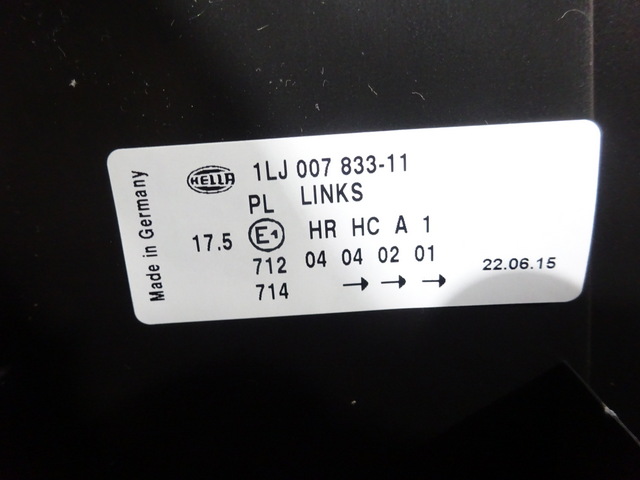 Made in Germany
HELLA 1LJ 007 833-11
PL LINKS
17.5 E1 HR HC A 1
712 04 04 02 01
22.06.15
714 → → →